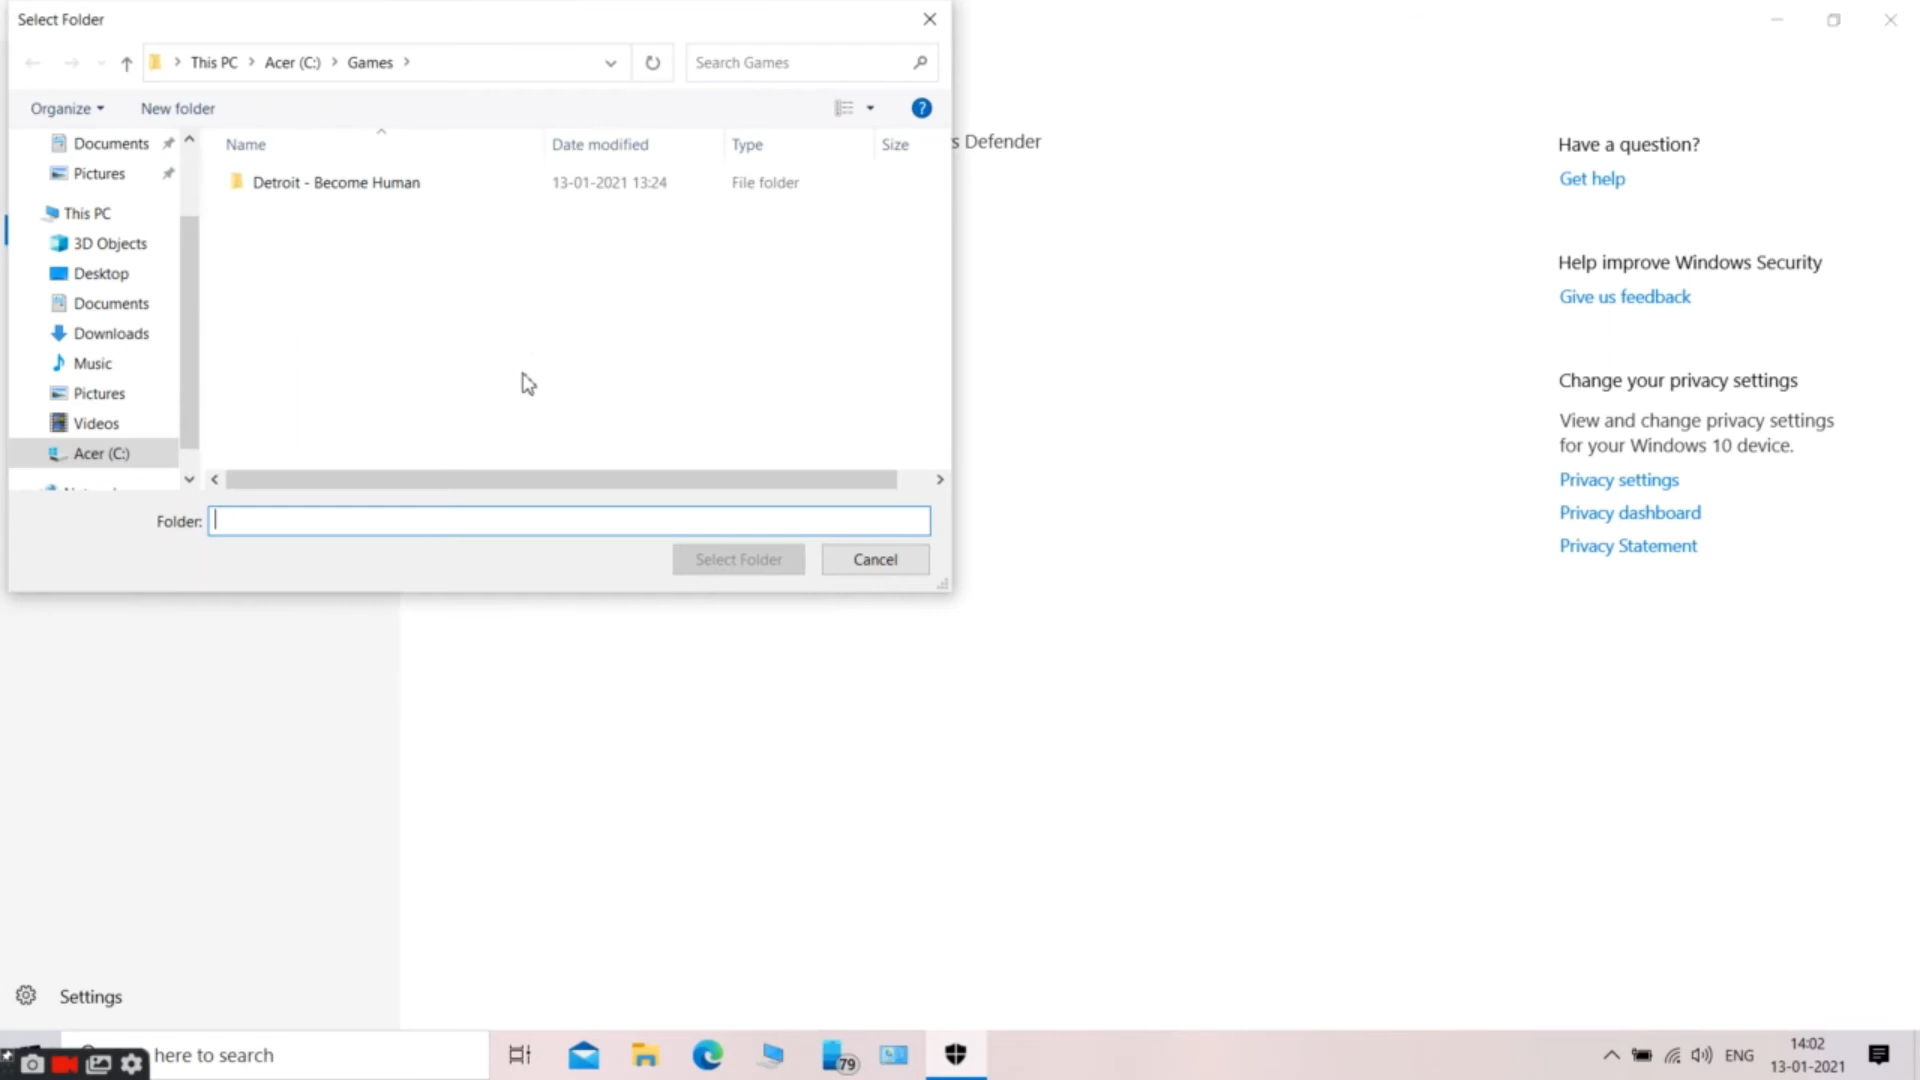 Select Folder
This PC > Acer (C:) > Games >
Search Games
Organize
New folder
?
Documents
Pictures
This PC
3D Objects
Desktop
Documents
Downloads
Music
Pictures
Videos
Acer (C:)
Name
Date modified
Type
Size
Detroit - Become Human
13-01-2021 13:24
File folder
Folder:
Select Folder
Cancel
s Defender
Have a question?
Get help
Help improve Windows Security
Give us feedback
Change your privacy settings
View and change privacy settings
for your Windows 10 device.
Privacy settings
Privacy dashboard
Privacy Statement
Settings
here to search
79
ENG
14:02
13-01-2021